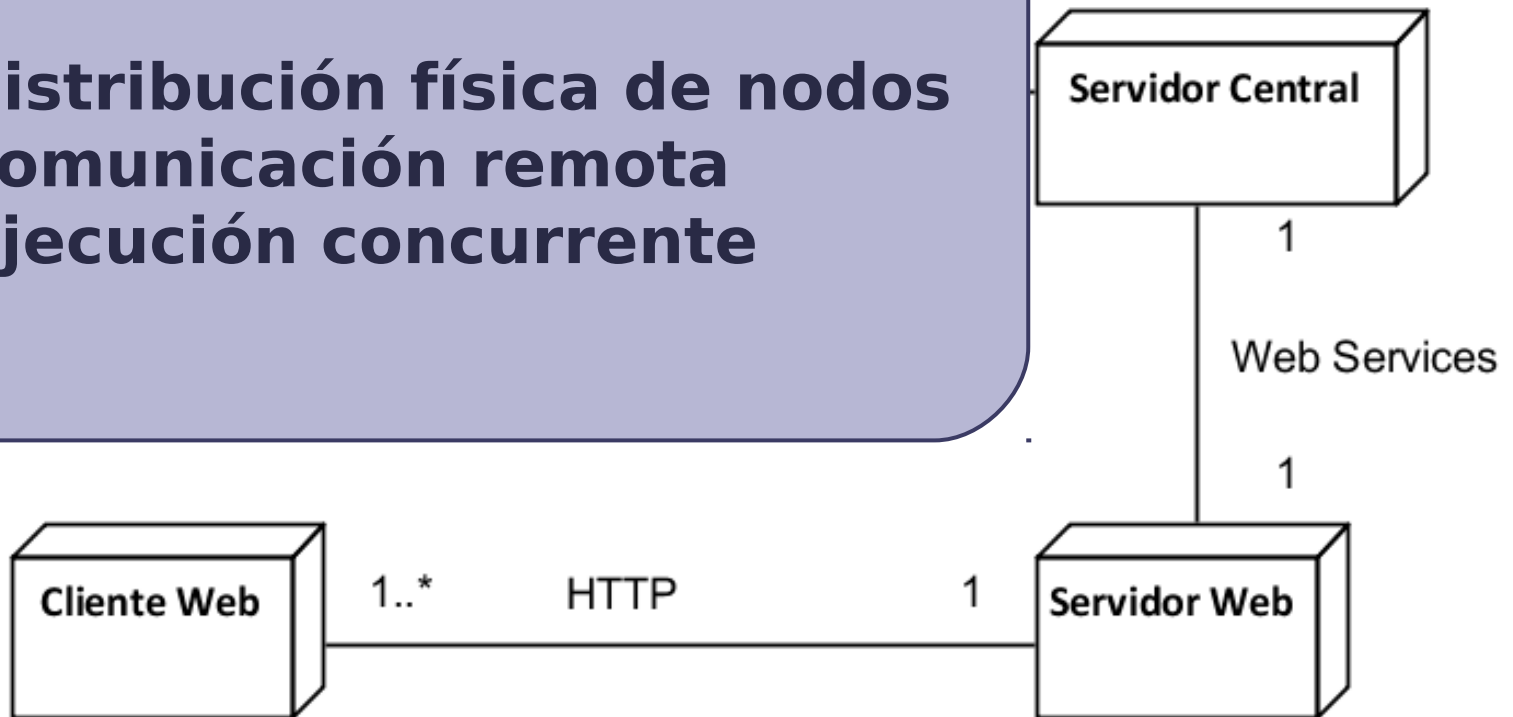 istribución física de nodos
omunicación remota
jecución concurrente
Servidor Central
1
Web Services
1
Cliente Web
1..*
HTTP
1
Servidor Web